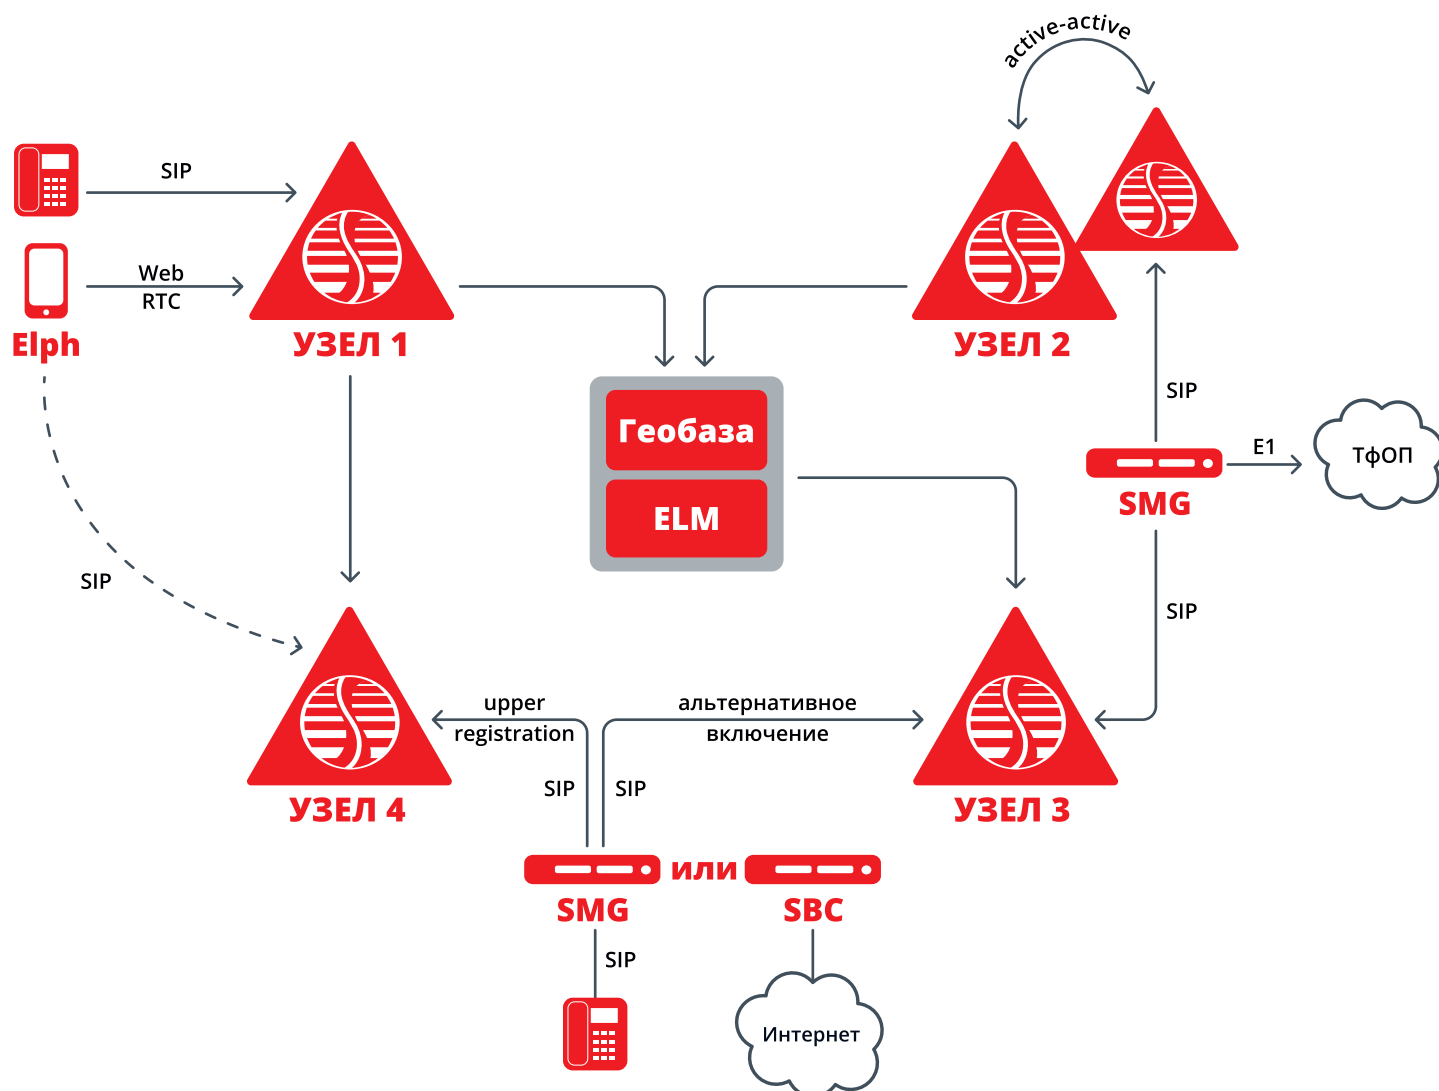 active-active
SIP
Web
RTC
Elph
УЗЕЛ 1
УЗЕЛ 2
SIP
Геобаза
ELM
E1
ТфОП
SMG
SIP
SIP
upper
registration
альтернативное
включение
SIP
SIP
УЗЕЛ 4
УЗЕЛ 3
SMG
или
SBC
SIP
Интернет